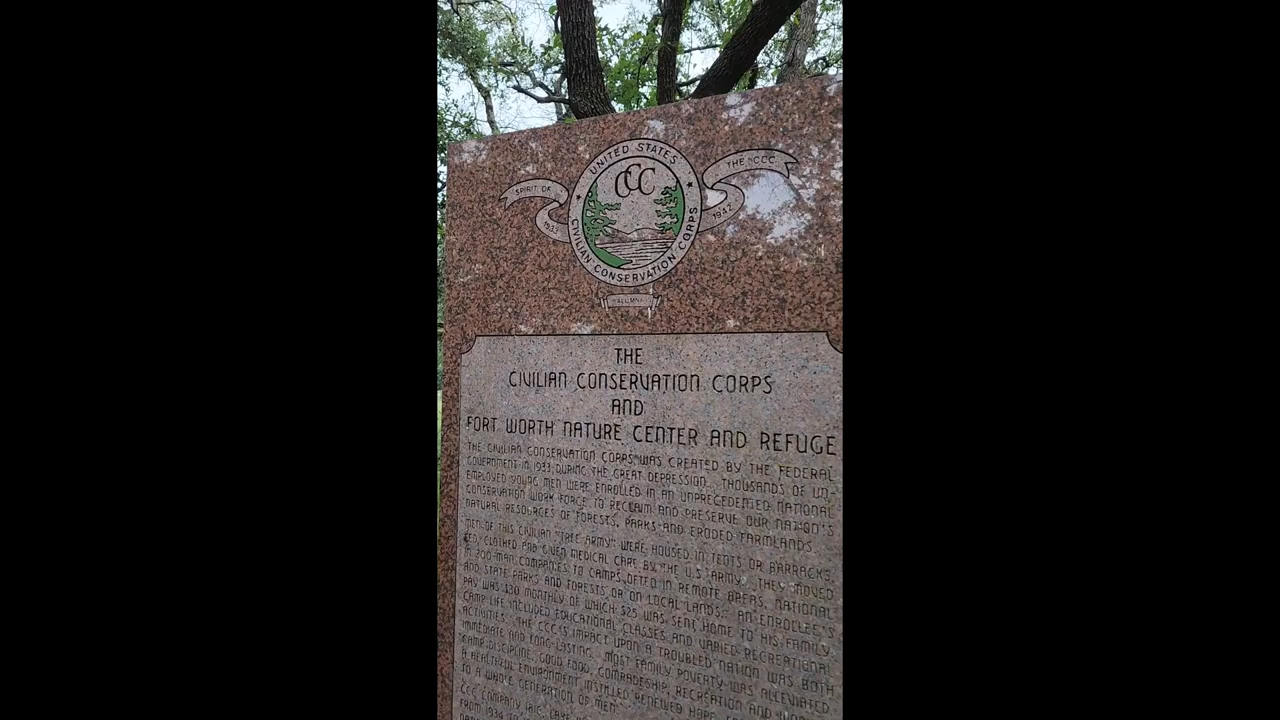 UNITED STATES
CCC
SPIRIT OF
THE CCC
1933
1942
CIVILIAN CONSERVATION CORPS
ALUMNI
THE
CIVILIAN CONSERVATION CORPS
AND
FORT WORTH NATURE CENTER AND REFUGE
THE CIVILIAN CONSERVATION CORPS WAS CREATED BY THE FEDERAL
GOVERNMENT IN 1933 DURING THE GREAT DEPRESSION. THOUSANDS OF UN-
EMPLOYED YOUNG MEN WERE ENROLLED IN AN UNPRECEDENTED NATIONAL
CONSERVATION WORK FORCE TO RECLAIM AND PRESERVE OUR NATION'S
NATURAL RESOURCES OF FORESTS, PARKS AND ERODED FARMLANDS.
MEN OF THIS CIVILIAN "TREE ARMY" WERE HOUSED IN TENTS OR BARRACKS,
FED, CLOTHED AND GIVEN MEDICAL CARE BY THE U.S. ARMY. THEY MOVED
IN 200-MAN COMPANIES TO CAMPS OFTED IN REMOTE AREAS, NATIONAL
AND STATE PARKS AND FORESTS OR ON LOCAL LANDS. AN ENROLLEE'S
PAY WAS $30 MONTHLY OF WHICH $25 WAS SENT HOME TO HIS FAMILY.
CAMP LIFE INCLUDED EDUCATIONAL CLASSES AND VARIED RECREATIONAL
ACTIVITIES. THE CCC'S IMPACT UPON A TROUBLED NATION WAS BOTH
IMMEDIATE AND LONG-LASTING. MOST FAMILY POVERTY WAS ALLEVIATED.
CAMP DISCIPLINE, GOOD FOOD, COMRADESHIP, RECREATION AND WORK
A HEALTHFUL ENVIRONMENT INSTILLED RENEWED HOPE,
TO A WHOLE GENERATION OF MEN.
CCC COMPANY
FROM 1934 TO